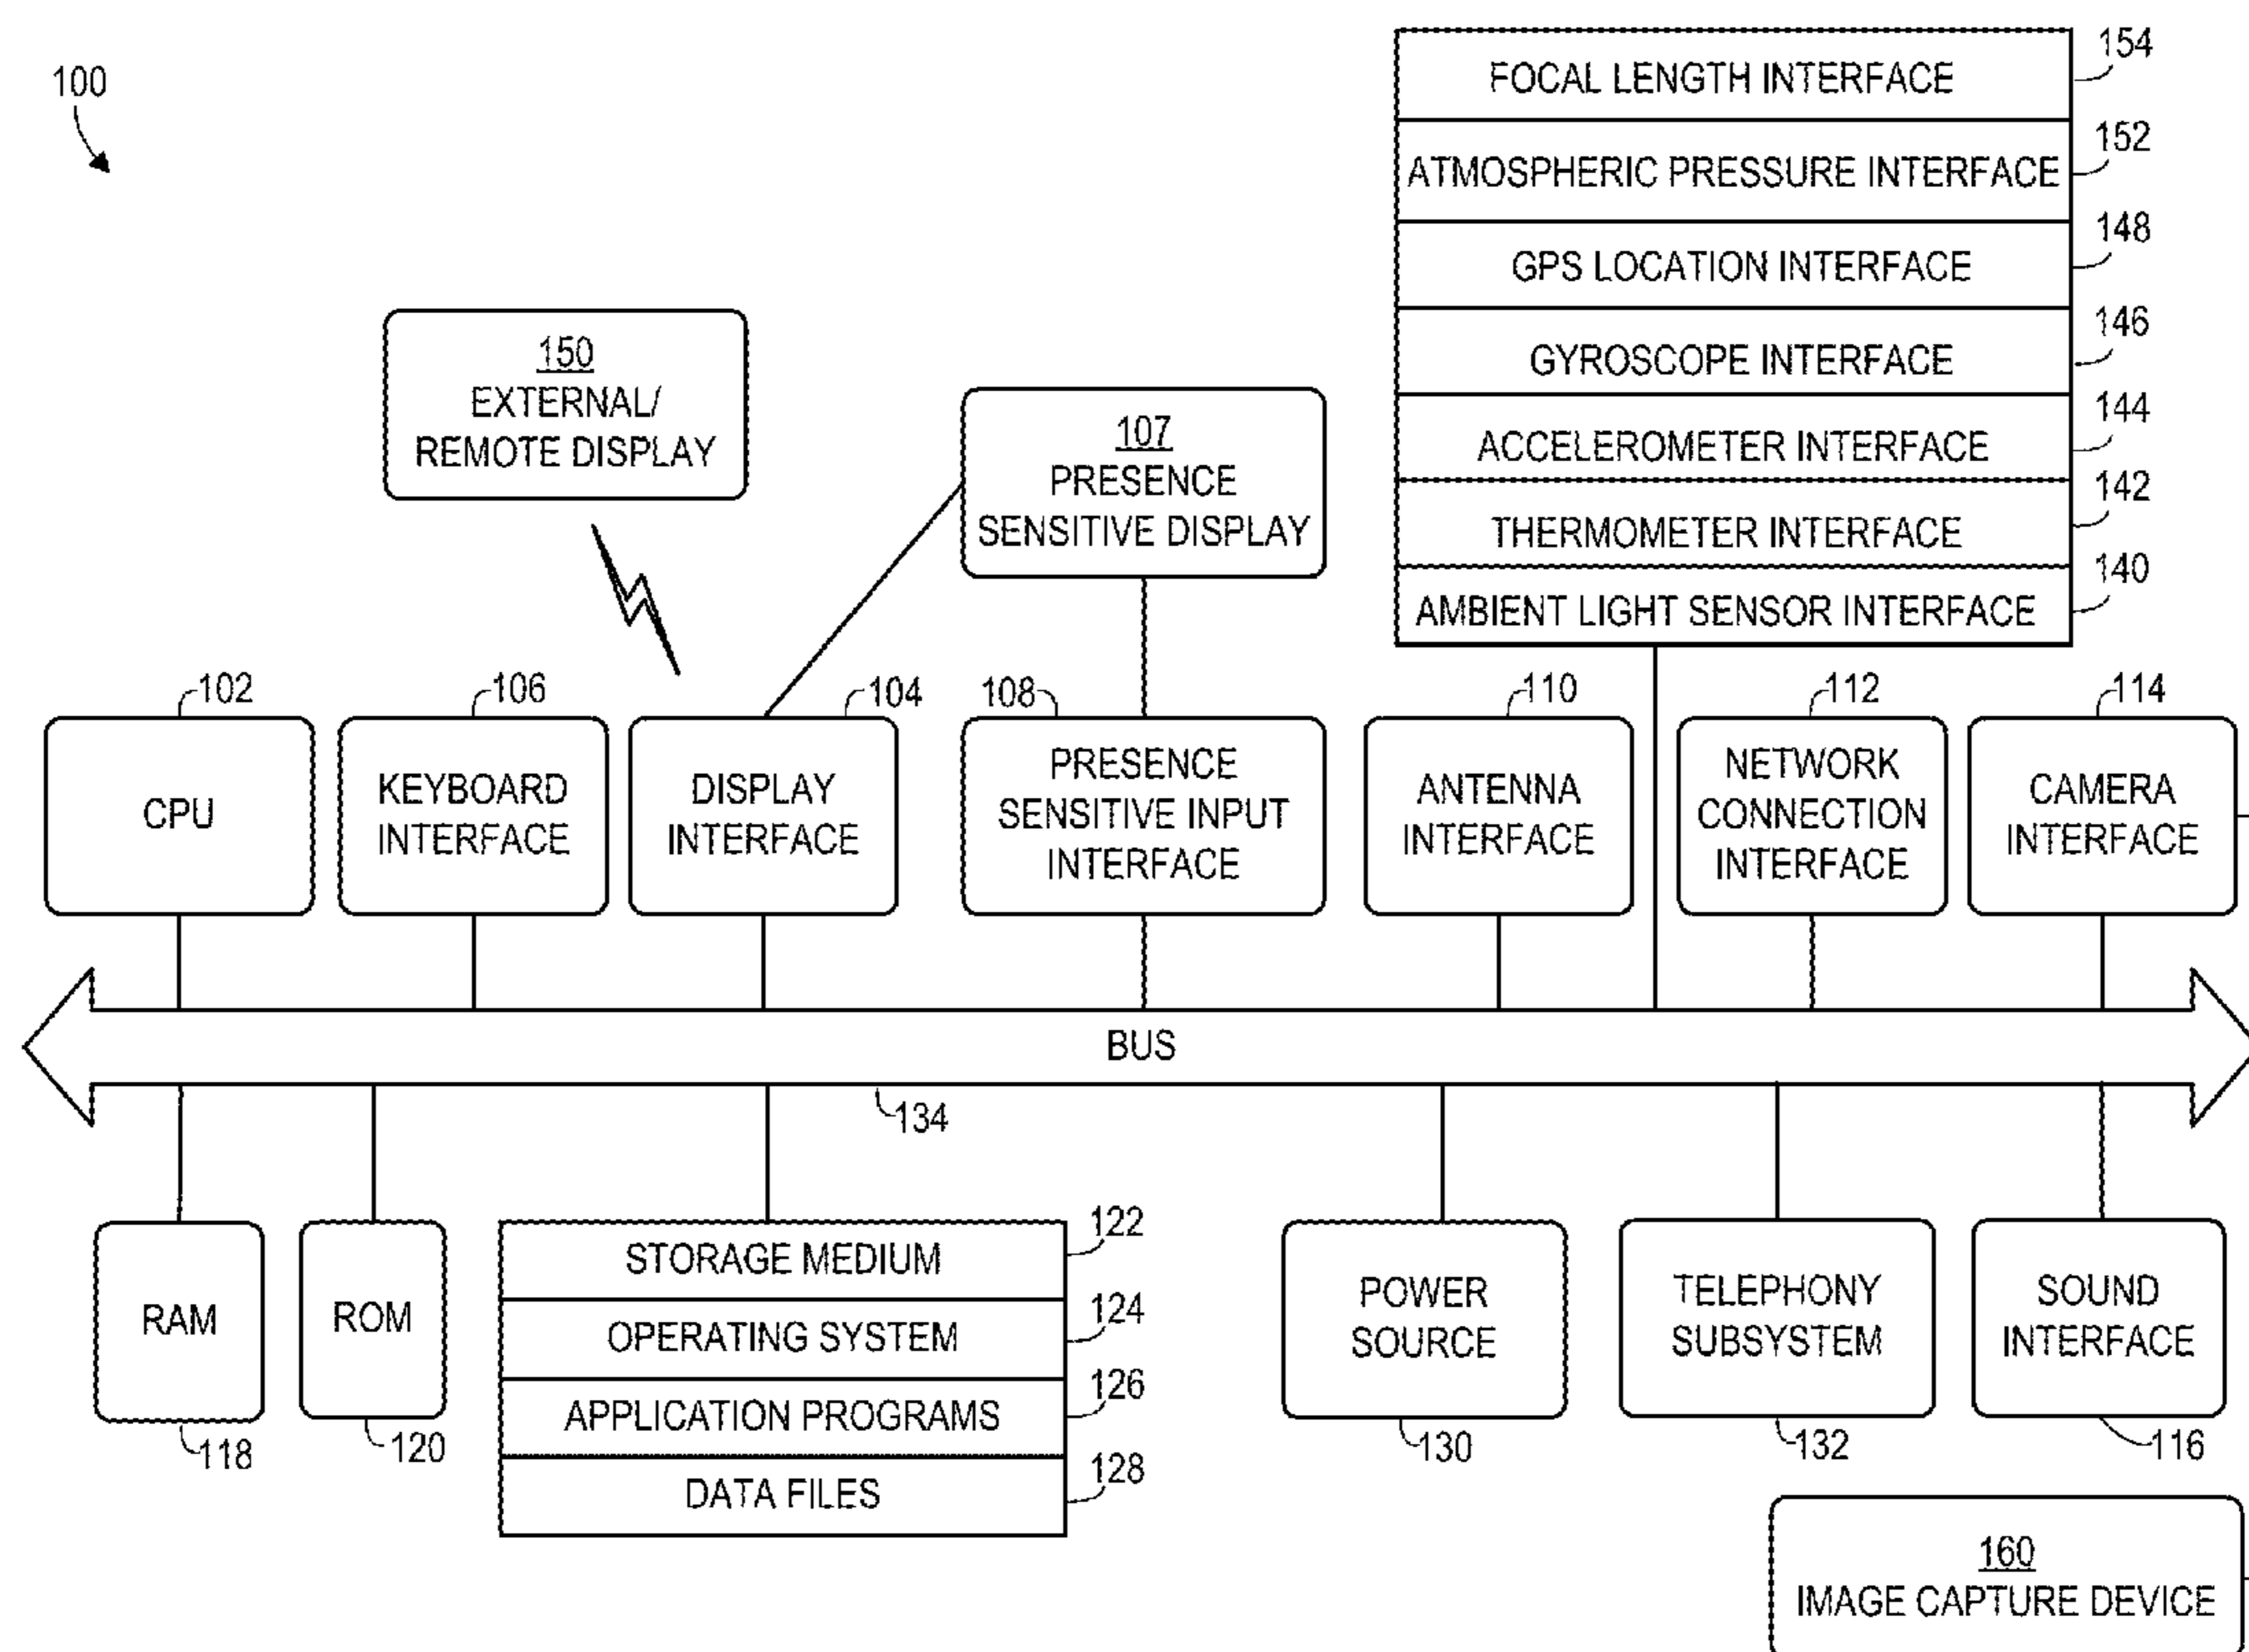 100
FOCAL LENGTH INTERFACE
154
ATMOSPHERIC PRESSURE INTERFACE
152
GPS LOCATION INTERFACE
148
GYROSCOPE INTERFACE
146
ACCELEROMETER INTERFACE
144
THERMOMETER INTERFACE
142
AMBIENT LIGHT SENSOR INTERFACE
140
150
EXTERNAL/
REMOTE DISPLAY
107
PRESENCE
SENSITIVE DISPLAY
102
CPU
106
KEYBOARD
INTERFACE
104
DISPLAY
INTERFACE
108
PRESENCE
SENSITIVE INPUT
INTERFACE
110
ANTENNA
INTERFACE
112
NETWORK
CONNECTION
INTERFACE
114
CAMERA
INTERFACE
BUS
134
RAM
118
ROM
120
STORAGE MEDIUM
122
OPERATING SYSTEM
124
APPLICATION PROGRAMS
126
DATA FILES
128
POWER
SOURCE
130
TELEPHONY
SUBSYSTEM
132
SOUND
INTERFACE
116
160
IMAGE CAPTURE DEVICE